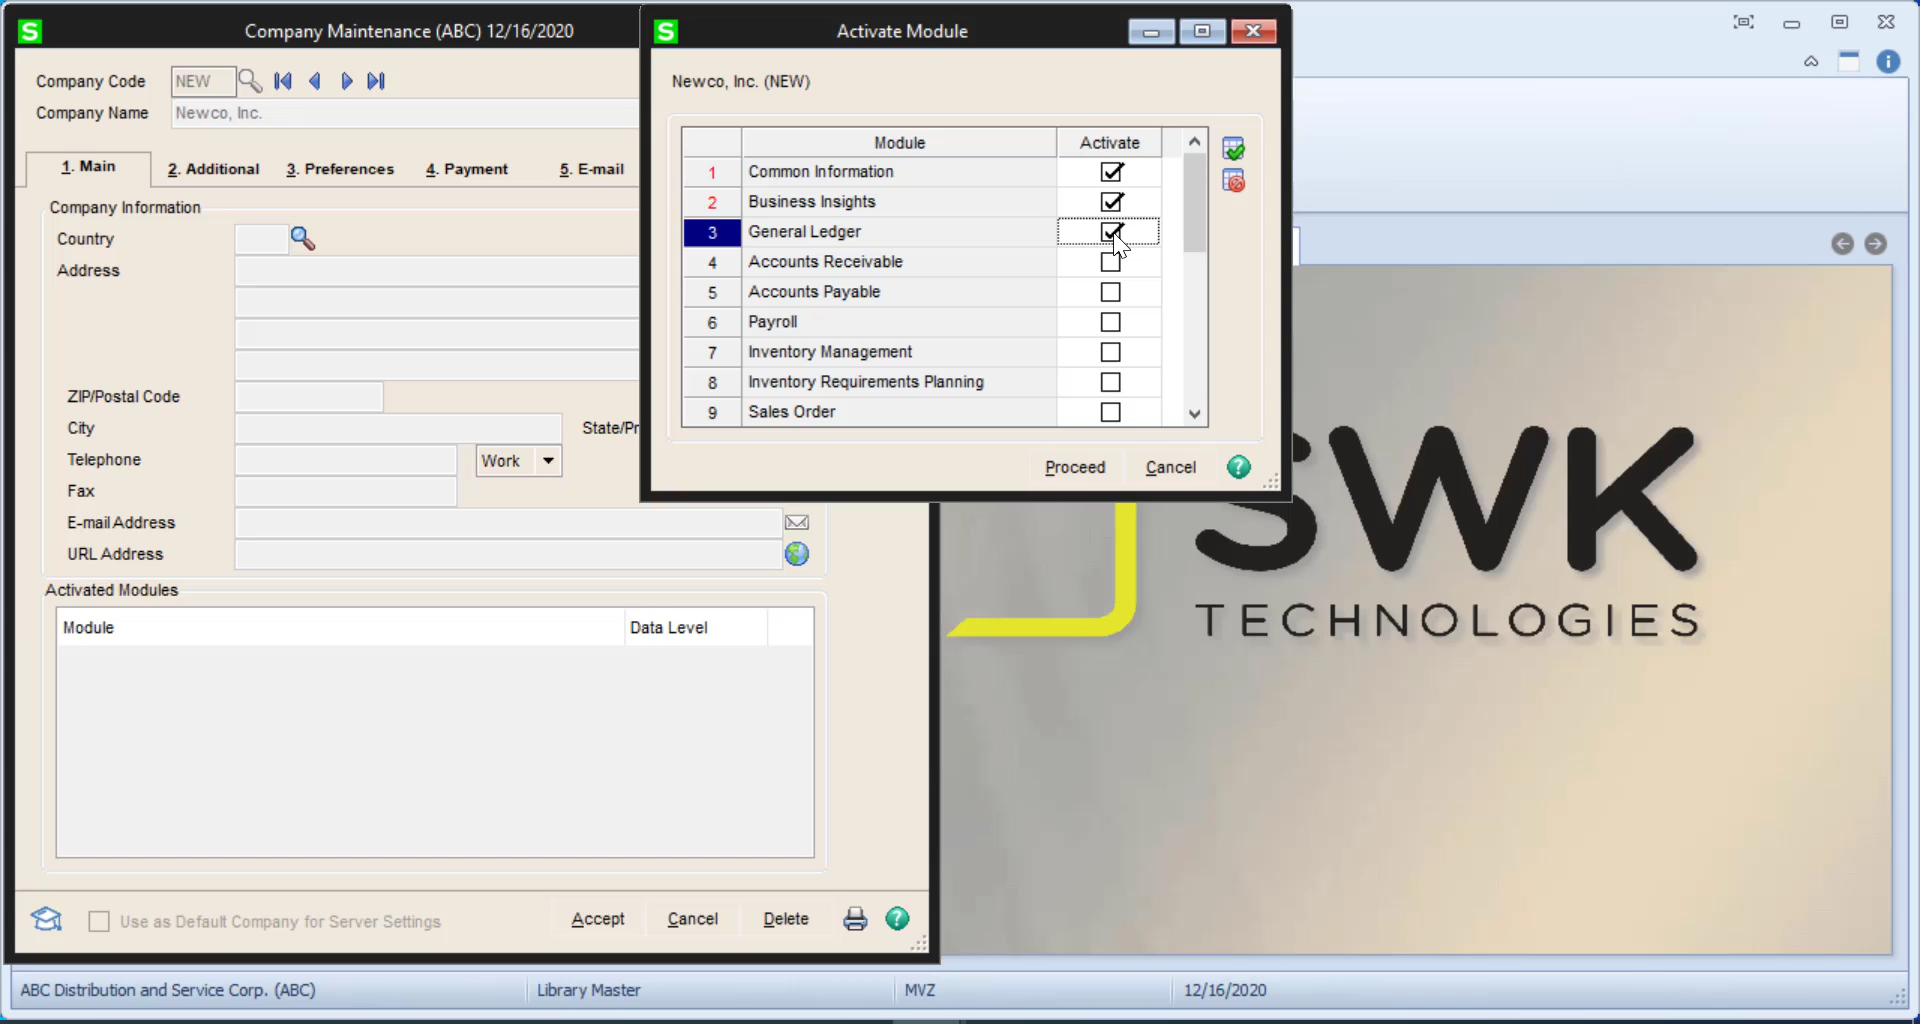 Company Maintenance (ABC) 12/16/2020
Company Code NEW
Company Name Newco, Inc.
1. Main 2. Additional 3. Preferences 4. Payment 5. E-mail
Company Information
Country
Address
ZIP/Postal Code
City State/Pr
Telephone Work
Fax
E-mail Address
URL Address
Activated Modules
Module Data Level
Use as Default Company for Server Settings Accept Cancel Delete
Activate Module
Newco, Inc. (NEW)
Module Activate
1 Common Information
2 Business Insights
3 General Ledger
4 Accounts Receivable
5 Accounts Payable
6 Payroll
7 Inventory Management
8 Inventory Requirements Planning
9 Sales Order
Proceed Cancel
SWK
TECHNOLOGIES
ABC Distribution and Service Corp. (ABC) Library Master MVZ 12/16/2020